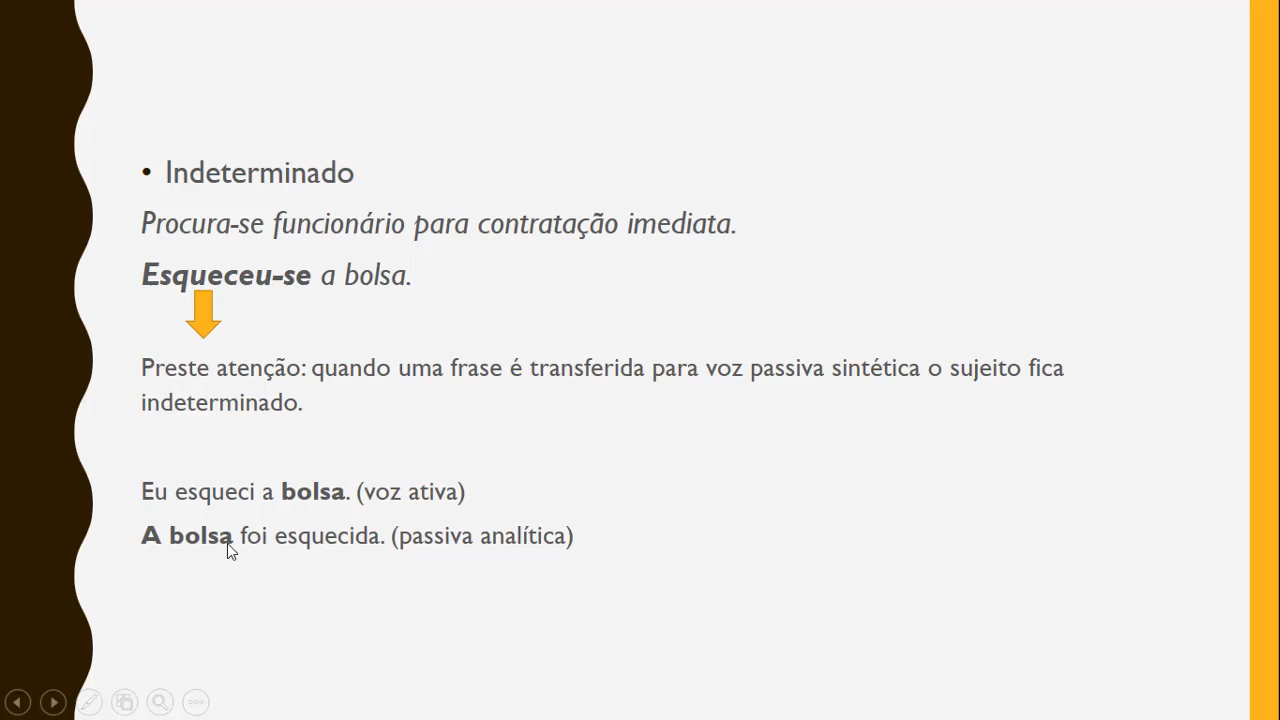 • Indeterminado
Procura-se funcionário para contratação imediata.
Esqueceu-se a bolsa.
Preste atenção: quando uma frase é transferida para voz passiva sintética o sujeito fica
indeterminado.
Eu esqueci a bolsa. (voz ativa)
A bolsa foi esquecida. (passiva analítica)